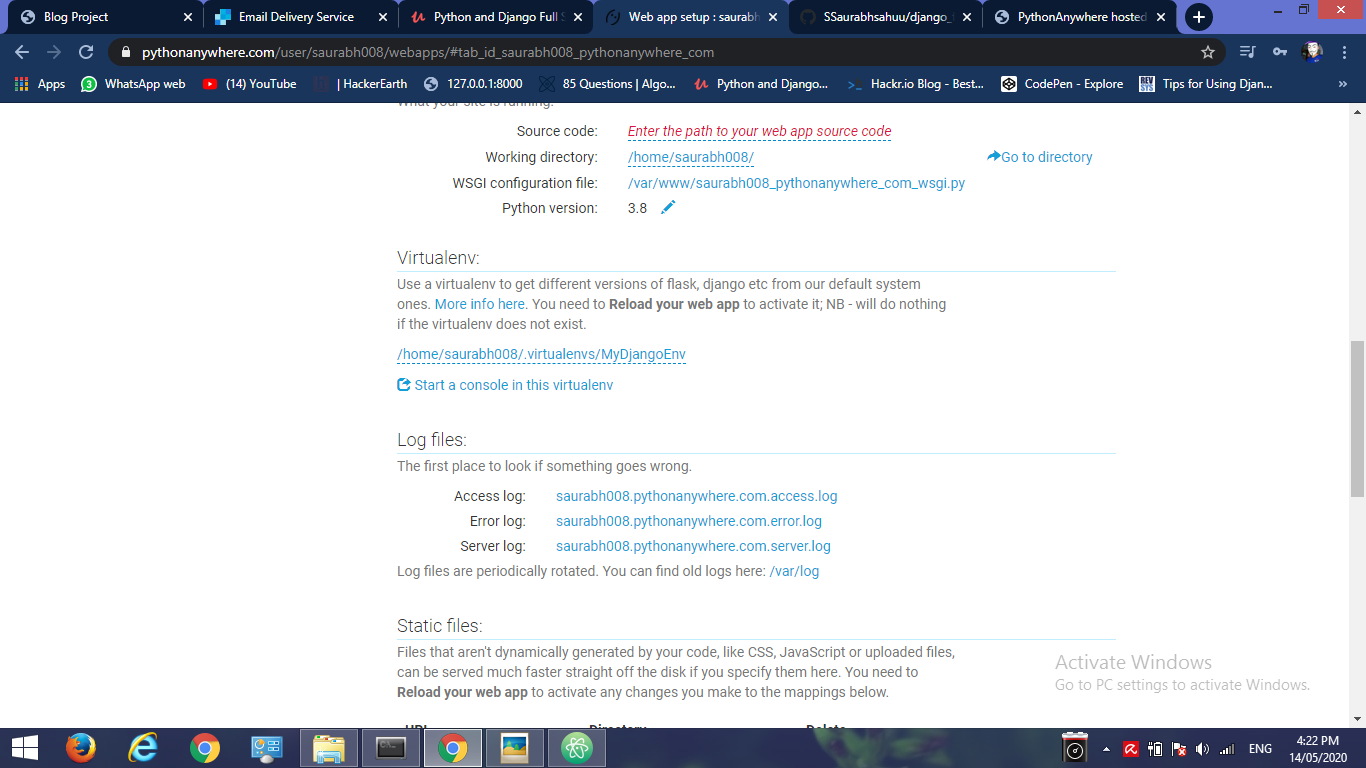 Blog Project
Email Delivery Service
Python and Django Full S
Web app setup : saurabh
SSaurabhsahuu/django_
PythonAnywhere hosted
pythonanywhere.com/user/saurabh008/webapps/#tab_id_saurabh008_pythonanywhere_com
Apps
3
WhatsApp web
(14) YouTube
| HackerEarth
127.0.0.1:8000
85 Questions | Algo...
Python and Django...
Hackr.io Blog - Best...
CodePen - Explore
REV SYS
Tips for Using Djan...
»
What your site is running.
Source code: Enter the path to your web app source code
Working directory: /home/saurabh008/ Go to directory
WSGI configuration file: /var/www/saurabh008_pythonanywhere_com_wsgi.py
Python version: 3.8
Virtualenv:
Use a virtualenv to get different versions of flask, django etc from our default system
ones. More info here. You need to Reload your web app to activate it; NB - will do nothing
if the virtualenv does not exist.
/home/saurabh008/.virtualenvs/MyDjangoEnv
Start a console in this virtualenv
Log files:
The first place to look if something goes wrong.
Access log: saurabh008.pythonanywhere.com.access.log
Error log: saurabh008.pythonanywhere.com.error.log
Server log: saurabh008.pythonanywhere.com.server.log
Log files are periodically rotated. You can find old logs here: /var/log
Static files:
Files that aren't dynamically generated by your code, like CSS, JavaScript or uploaded files,
can be served much faster straight off the disk if you specify them here. You need to
Reload your web app to activate any changes you make to the mappings below.
URL Directory Delete
Activate Windows
Go to PC settings to activate Windows.
ENG
4:22 PM
14/05/2020